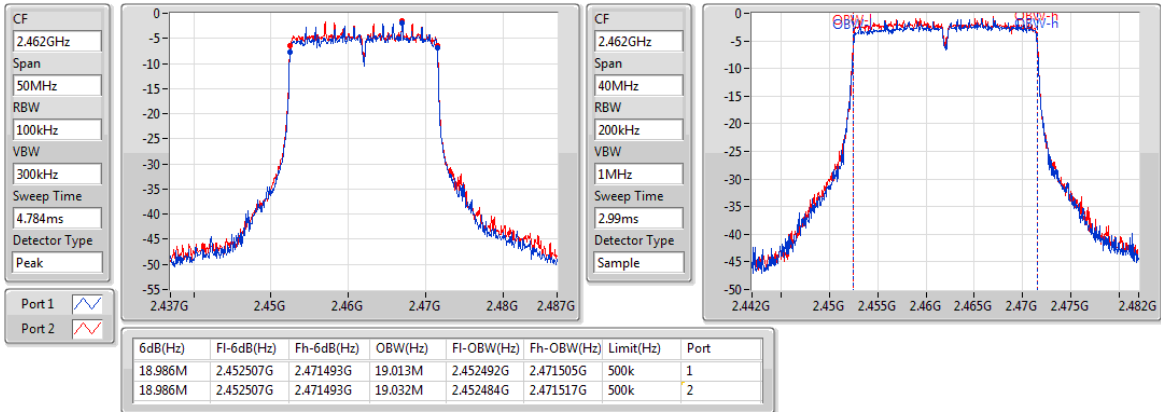 CF
2.462GHz
Span
50MHz
RBW
100kHz
VBW
300kHz
Sweep Time
4.784ms
Detector Type
Peak
Port 1
Port 2
0
-5
-10
-15
-20
-25
-30
-35
-40
-45
-50
-55
2.437G
2.45G
2.46G
2.47G
2.48G
2.487G
CF
2.462GHz
Span
40MHz
RBW
200kHz
VBW
1MHz
Sweep Time
2.99ms
Detector Type
Sample
OBW-l
OBW-h
OBW-l
OBW-h
0
-5
-10
-15
-20
-25
-30
-35
-40
-45
-50
2.442G
2.45G
2.455G
2.46G
2.465G
2.47G
2.475G
2.482G
6dB(Hz) Fl-6dB(Hz) Fh-6dB(Hz) OBW(Hz) Fl-OBW(Hz) Fh-OBW(Hz) Limit(Hz) Port
18.986M 2.452507G 2.471493G 19.013M 2.452492G 2.471505G 500k 1
18.986M 2.452507G 2.471493G 19.032M 2.452484G 2.471517G 500k 2